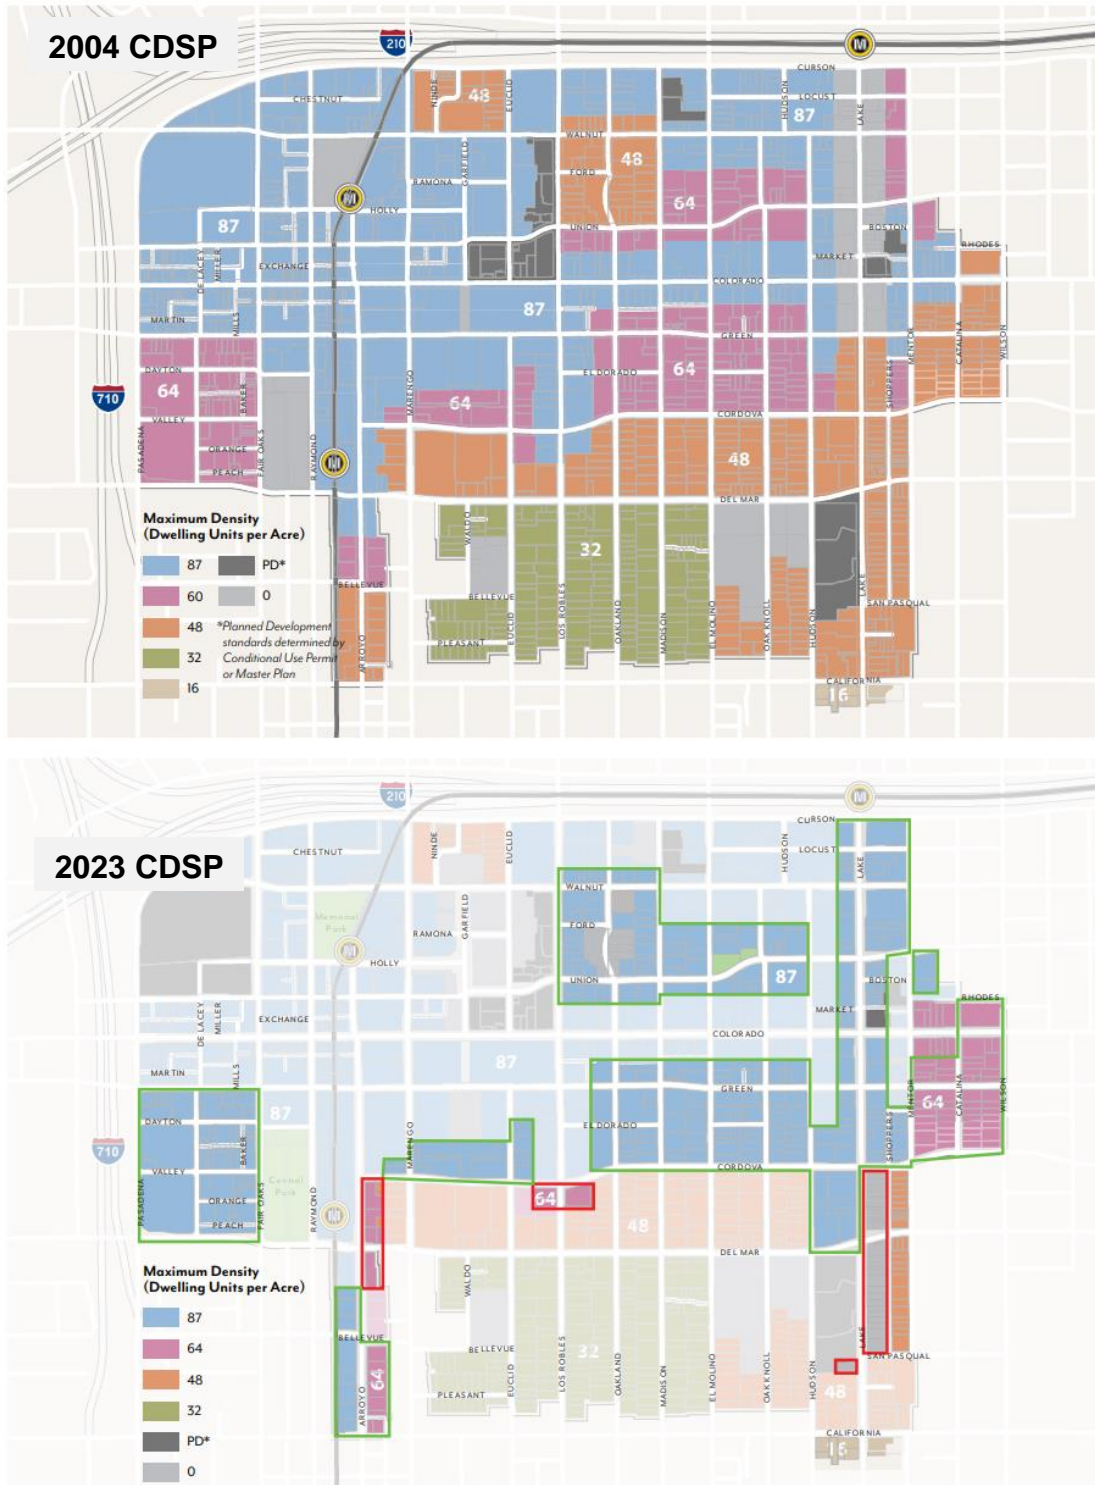 2004 CDSP
210
M
CURSON
CHESTNUT
NINDE
48
EUCLID
HUDSON
LOCUST
87
LAKE
WALNUT
GARFIELD
48
FORD
RAMONA
64
M
HOLLY
87
UNION
BOSTON
RHODES
DE LACEY
MILLER
EXCHANGE
MARKET
COLORADO
87
MARTIN
MILLS
GREEN
MENTOR
CATALINA
WILSON
DAYTON
64
BAKER
EL DORADO
64
SHOPPERS
710
MARENGO
64
VALLEY
CORDOVA
PASADENA
ORANGE
FAIR OAKS
RAYMOND
M
48
PEACH
DEL MAR
Maximum Density
(Dwelling Units per Acre)
87 PD*
60 0
48
32
16
*Planned Development
standards determined by
Conditional Use Permit
or Master Plan
WALDO
32
BELLEVUE
BELLEVUE
ARROYO
PLEASANT
EUCLID
LOS ROBLES
OAKLAND
MADISON
EL MOLINO
OAK KNOLL
HUDSON
LAKE
SAN PASQUAL
CALIFORNIA
16
2023 CDSP
210
M
CURSON
CHESTNUT
NINDE
EUCLID
HUDSON
LOCUST
LAKE
WALNUT
Memorial
Park
GARFIELD
FORD
RAMONA
M
HOLLY
UNION
87
BOSTON
RHODES
DE LACEY
MILLER
EXCHANGE
MARKET
COLORADO
87
MARTIN
MILLS
GREEN
MENTOR
64
CATALINA
WILSON
87
DAYTON
BAKER
EL DORADO
SHOPPERS
710
MARENGO
VALLEY
CORDOVA
Central
Park
PASADENA
ORANGE
FAIR OAKS
RAYMOND
M
64
48
PEACH
DEL MAR
Maximum Density
(Dwelling Units per Acre)
87
64
48
32
PD*
0
WALDO
BELLEVUE
BELLEVUE
32
64
ARROYO
PLEASANT
EUCLID
LOS ROBLES
OAKLAND
MADISON
EL MOLINO
OAK KNOLL
HUDSON
48
LAKE
SAN PASQUAL
CALIFORNIA
16